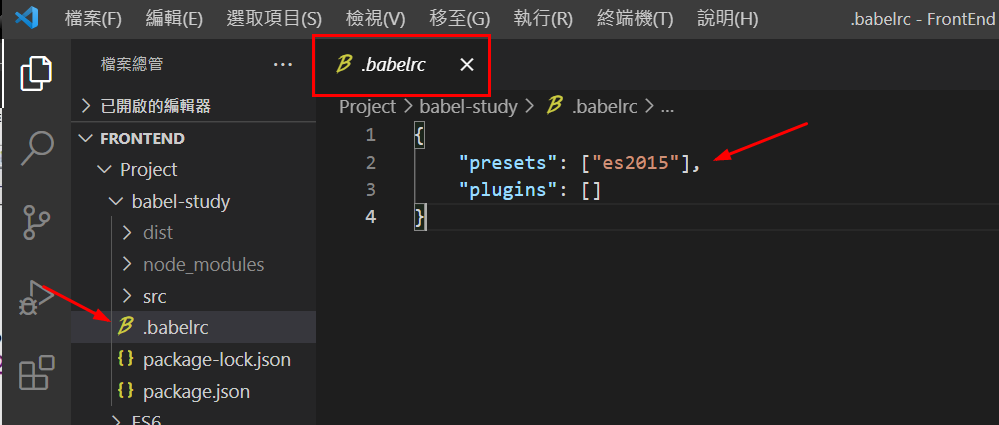 檔案(F) 編輯(E) 選取項目(S) 檢視(V) 移至(G) 執行(R) 終端機(T) 說明(H) .babelrc - FrontEnd
檔案總管 ...
已開啟的編輯器
FRONTEND
Project
babel-study
dist
node_modules
src
.babelrc
package-lock.json
package.json
ES6
.babelrc
Project > babel-study > .babelrc > ...
1 {
2 "presets": ["es2015"],
3 "plugins": []
4 }